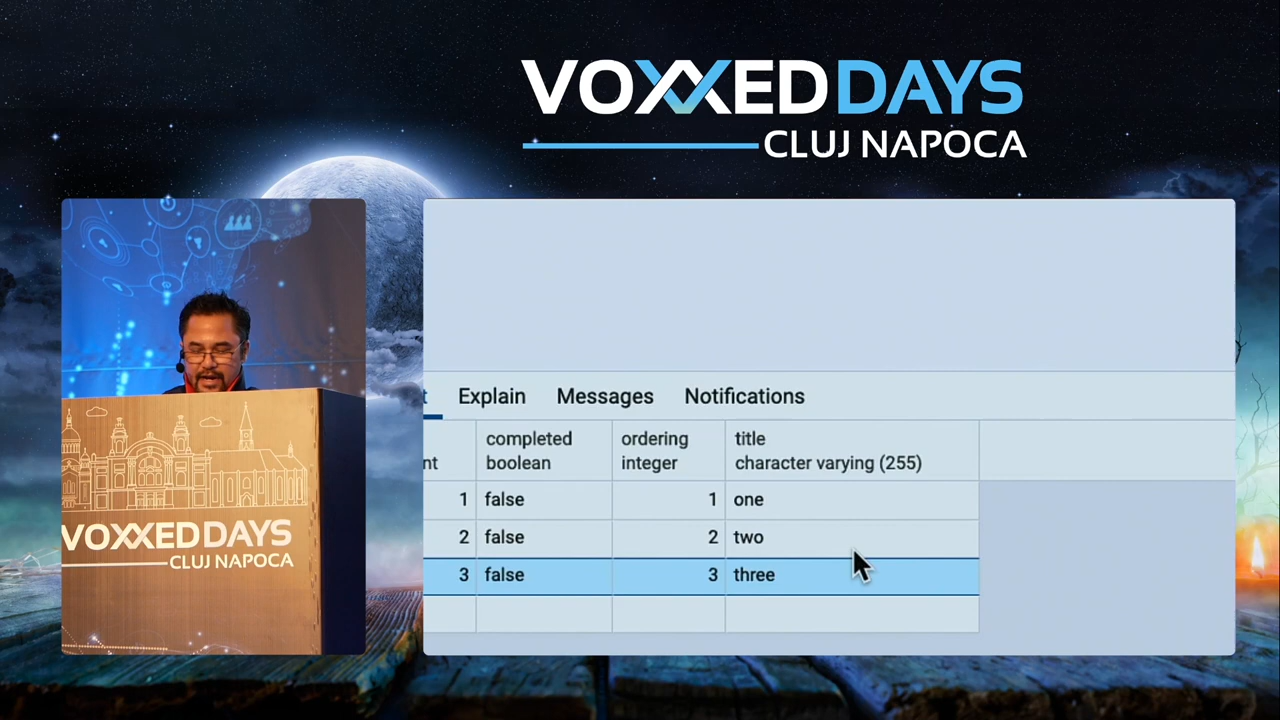 VOXXED DAYS
CLUJ NAPOCA
VOXXED DAYS
CLUJ NAPOCA
t Explain Messages Notifications
completed ordering title
nt boolean integer character varying (255)
1 false 1 one
2 false 2 two
3 false 3 three